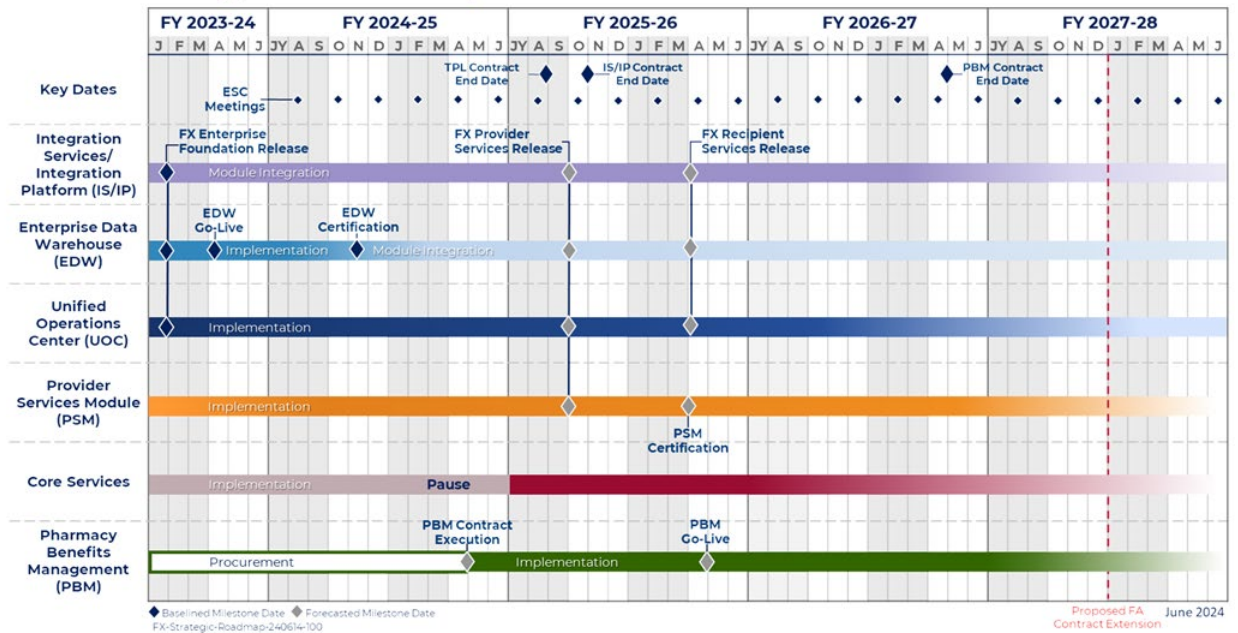 FY 2023-24 FY 2024-25 FY 2025-26 FY 2026-27 FY 2027-28
J F M A M J JY A S O N D J F M A M J JY A S O N D J F M A M J JY A S O N D J F M A M J JY A S O N D J F M A M J
Key Dates
TPL Contract
End Date
IS/IP Contract
End Date
PBM Contract
End Date
ESC
Meetings
Integration
Services/
Integration
Platform (IS/IP)
FX Enterprise
Foundation Release
FX Provider
Services Release
FX Recipient
Services Release
Module Integration
Enterprise Data
Warehouse
(EDW)
EDW
Go-Live
EDW
Certification
Implementation
Module Integration
Unified
Operations
Center (UOC)
Implementation
Provider
Services Module
(PSM)
Implementation
PSM
Certification
Core Services
Implementation
Pause
Pharmacy
Benefits
Management
(PBM)
PBM Contract
Execution
PBM
Go-Live
Procurement
Implementation
Baselined Milestone Date Forecasted Milestone Date
FX-Strategic-Roadmap-240614-100
Proposed FA
Contract Extension
June 2024